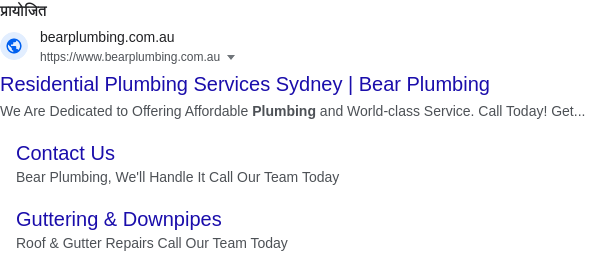 प्रायोजित
bearplumbing.com.au
https://www.bearplumbing.com.au
Residential Plumbing Services Sydney | Bear Plumbing
We Are Dedicated to Offering Affordable Plumbing and World-class Service. Call Today! Get...
Contact Us
Bear Plumbing, We'll Handle It Call Our Team Today
Guttering & Downpipes
Roof & Gutter Repairs Call Our Team Today